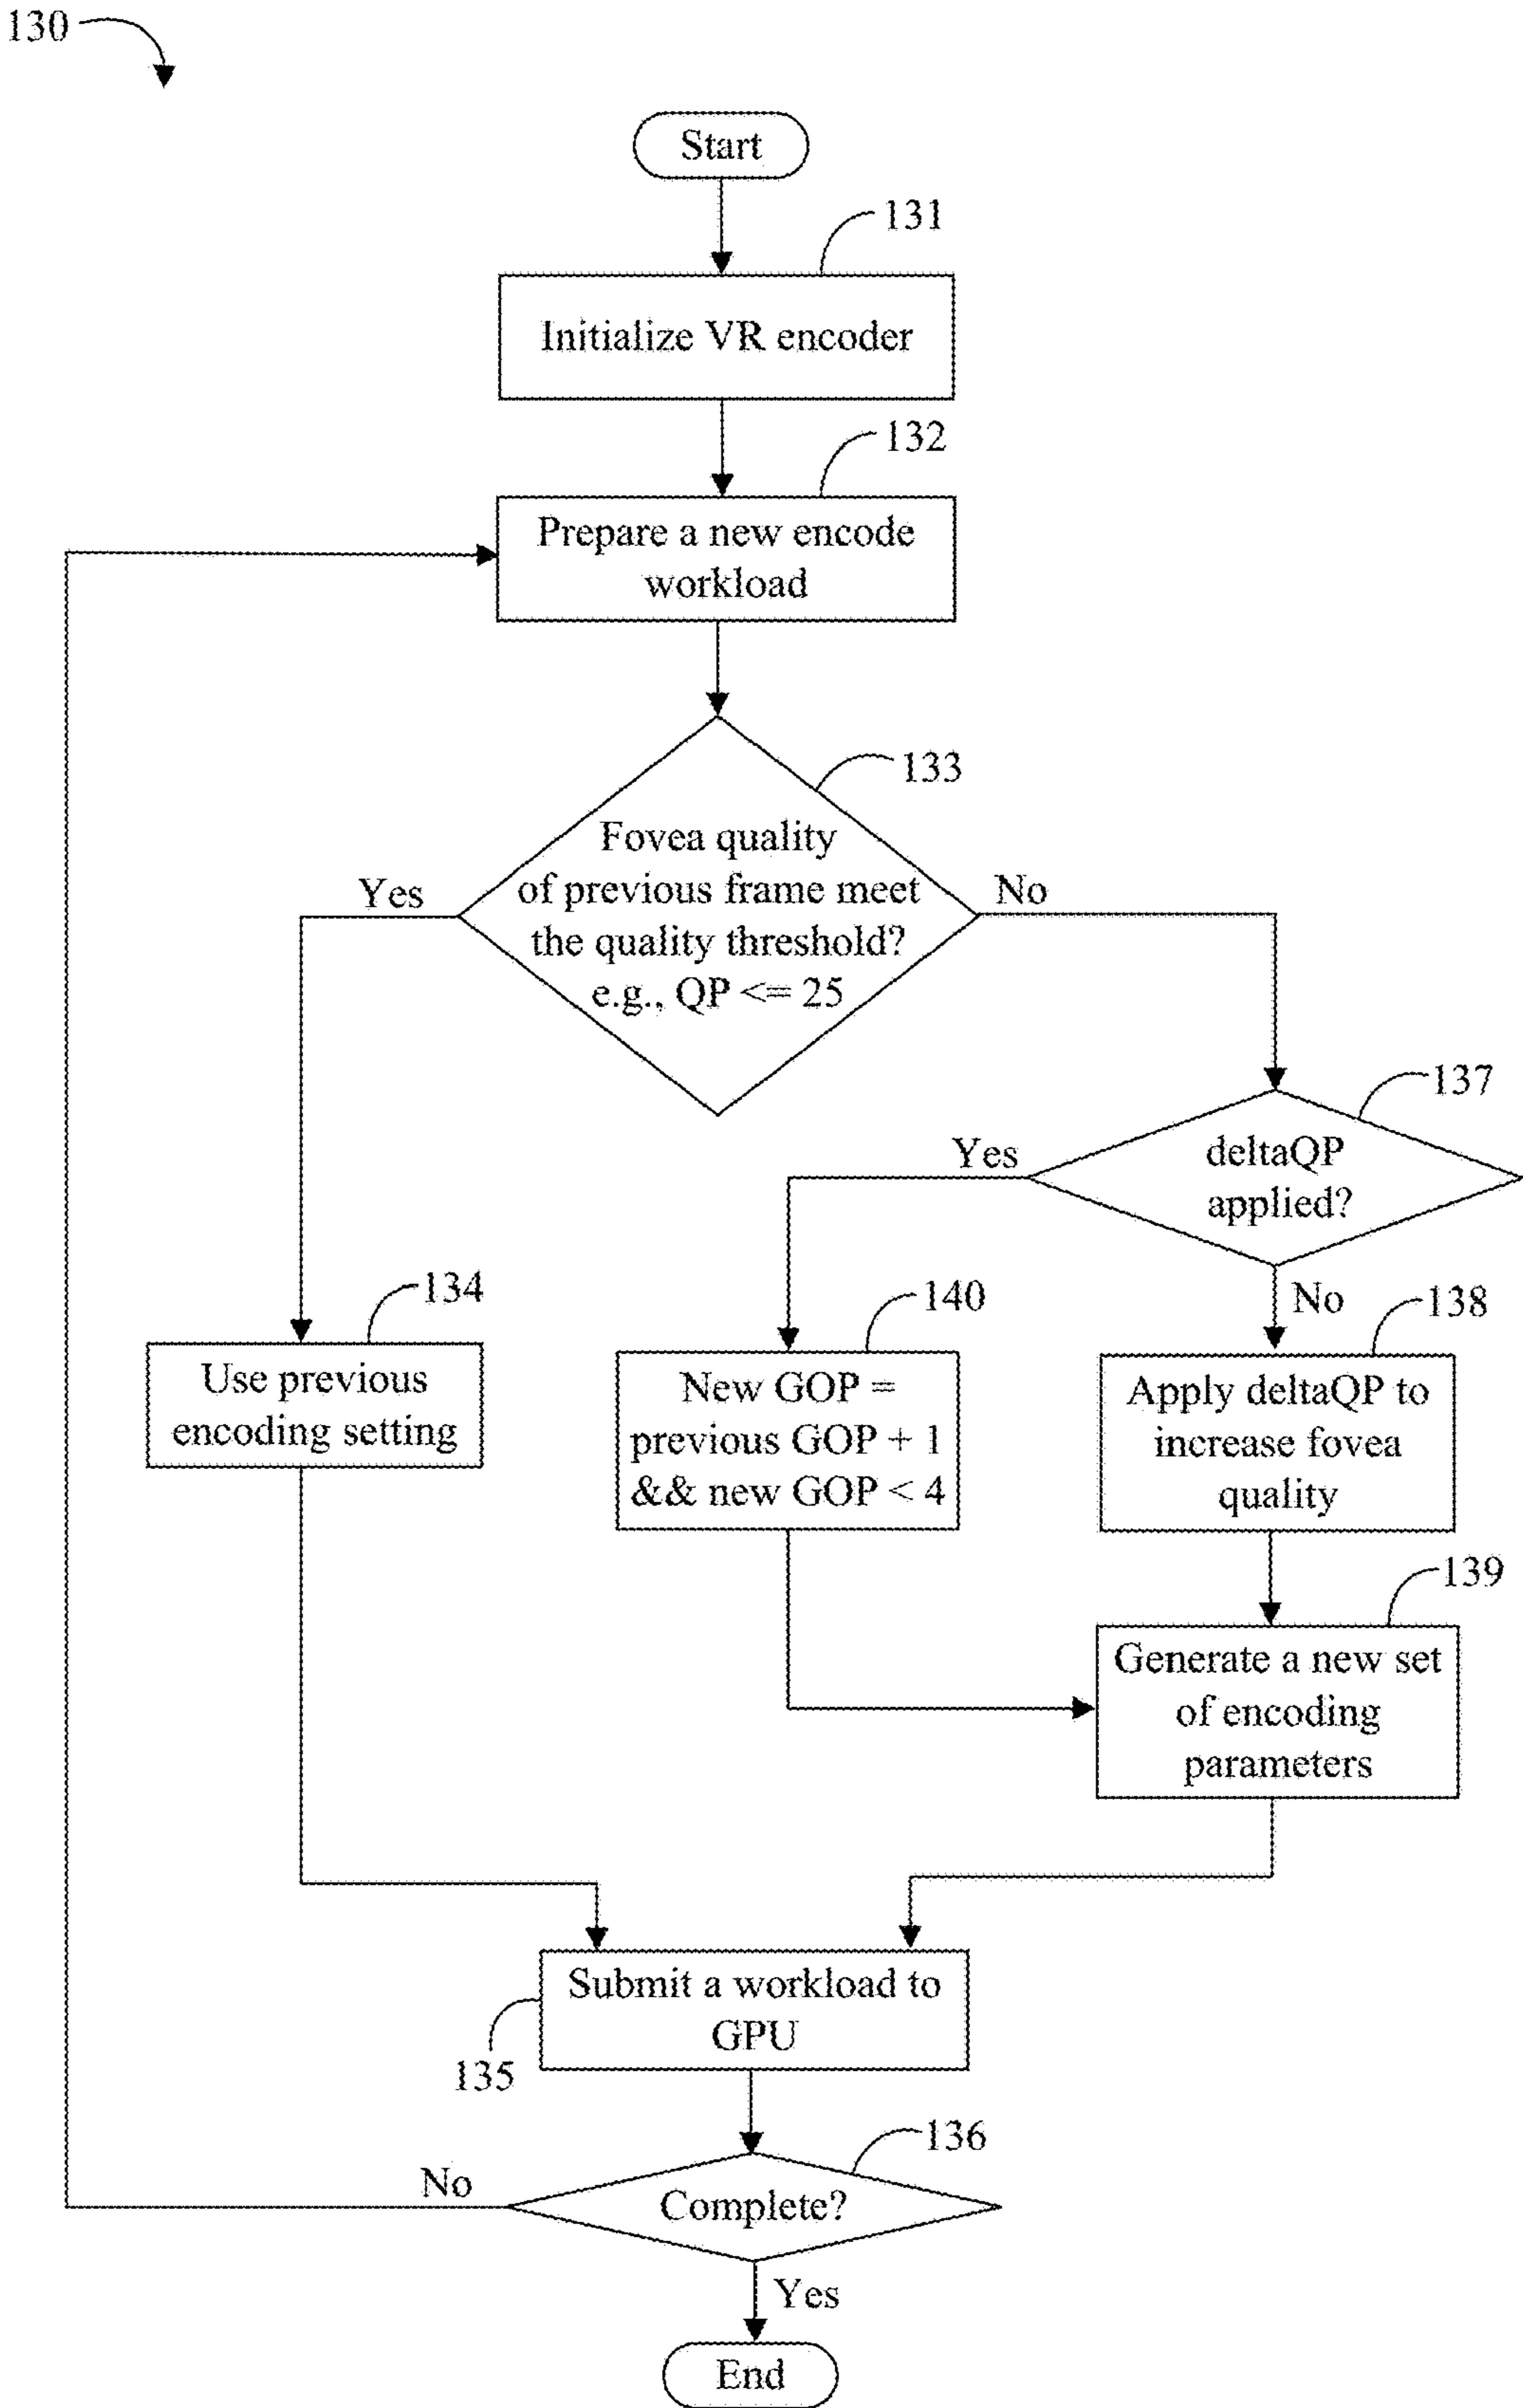 130
Start
131
Initialize VR encoder
132
Prepare a new encode
workload
133
Fovea quality
of previous frame meet
the quality threshold?
e.g., QP <= 25
Yes
No
137
deltaQP
applied?
Yes
No
134
Use previous
encoding setting
140
New GOP =
previous GOP + 1
&& new GOP < 4
138
Apply deltaQP to
increase fovea
quality
139
Generate a new set
of encoding
parameters
Submit a workload to
GPU
135
136
Complete?
No
Yes
End